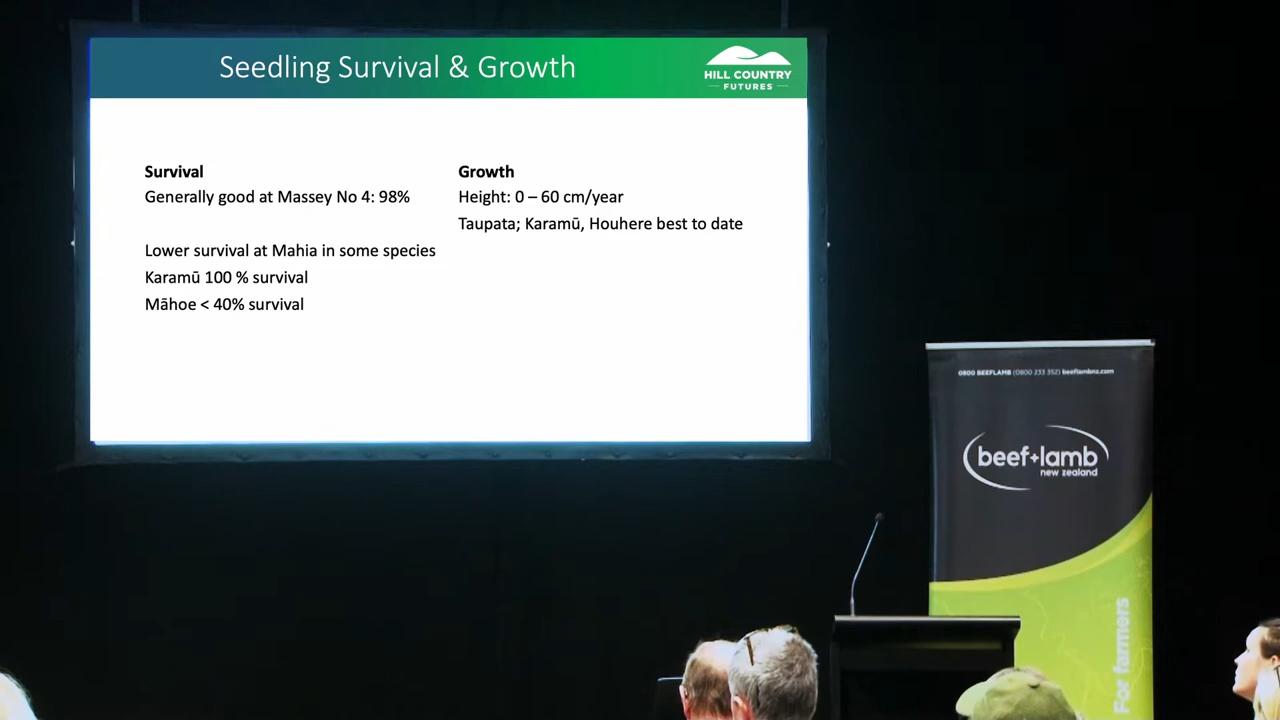 Seedling Survival & Growth
HILL COUNTRY
FUTURES
Survival
Generally good at Massey No 4: 98%
Lower survival at Mahia in some species
Karamū 100 % survival
Māhoe < 40% survival
Growth
Height: 0 – 60 cm/year
Taupata; Karamū, Houhere best to date
0800 BEEFLAMB (0800 233 352) beeflambnz.com
beef+lamb
new zealand
For farmers